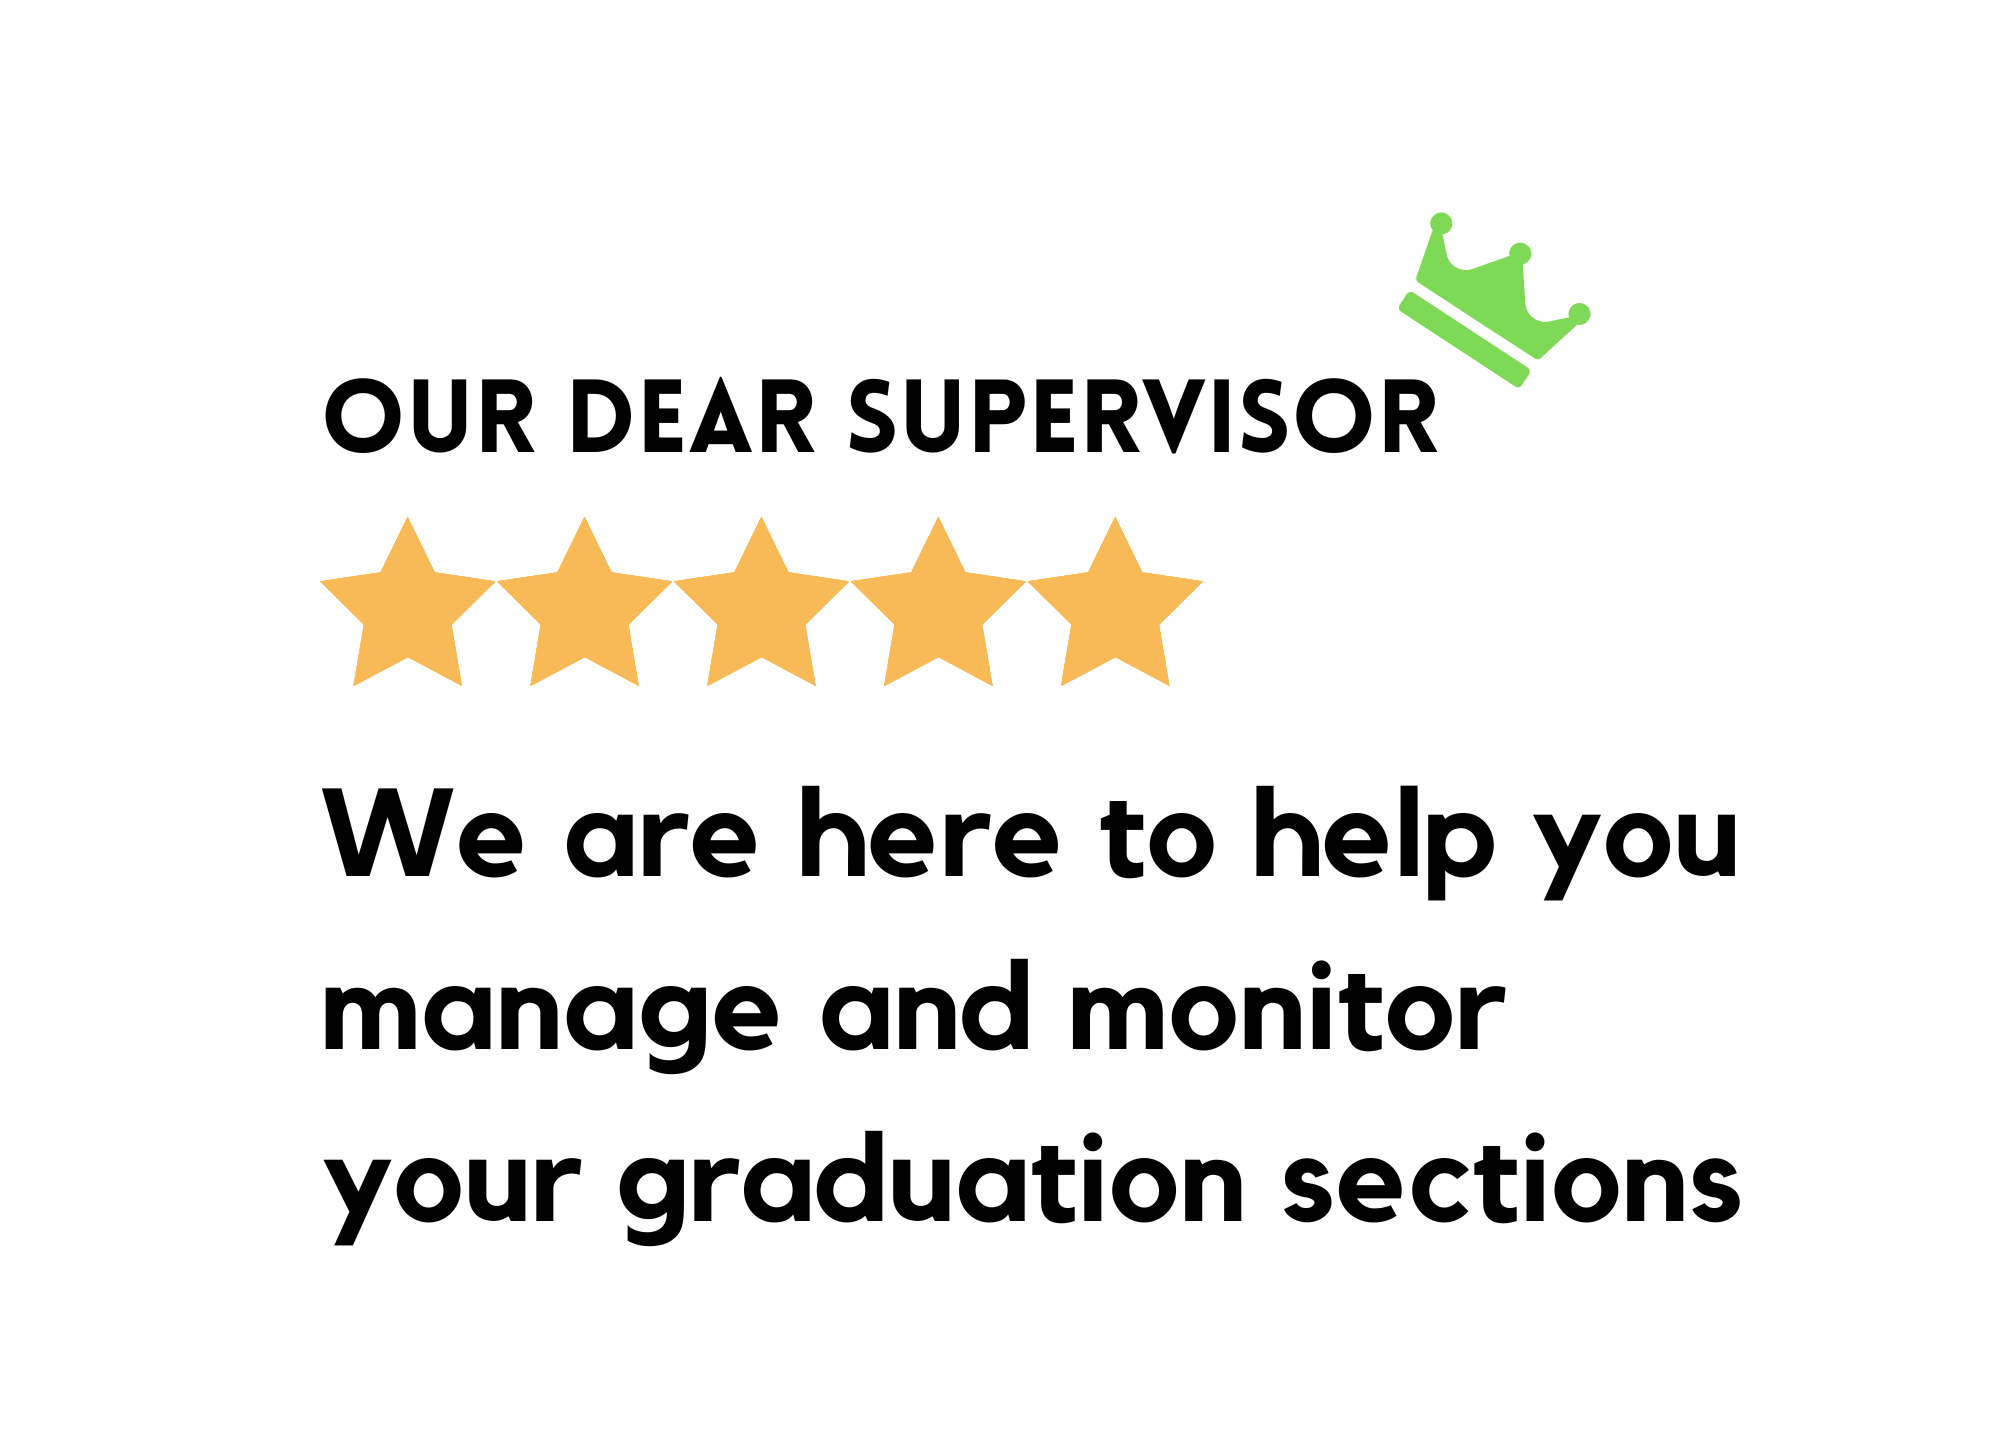 OUR DEAR SUPERVISOR
We are here to help you
manage and monitor
your graduation sections